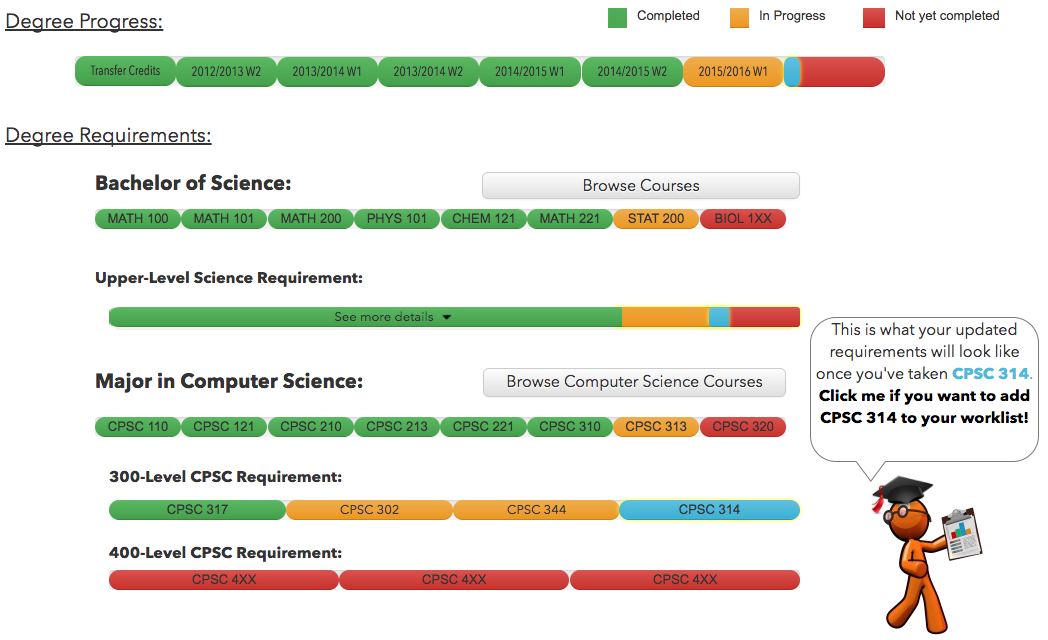 Degree Progress:
Completed
In Progress
Not yet completed
Transfer Credits
2012/2013 W2
2013/2014 W1
2013/2014 W2
2014/2015 W1
2014/2015 W2
2015/2016 W1
Degree Requirements:
Bachelor of Science:
Browse Courses
MATH 100
MATH 101
MATH 200
PHYS 101
CHEM 121
MATH 221
STAT 200
BIOL 1XX
Upper-Level Science Requirement:
See more details
Major in Computer Science:
Browse Computer Science Courses
CPSC 110
CPSC 121
CPSC 210
CPSC 213
CPSC 221
CPSC 310
CPSC 313
CPSC 320
300-Level CPSC Requirement:
CPSC 317
CPSC 302
CPSC 344
CPSC 314
400-Level CPSC Requirement:
CPSC 4XX
CPSC 4XX
CPSC 4XX
This is what your updated
requirements will look like
once you've taken CPSC 314.
Click me if you want to add
CPSC 314 to your worklist!